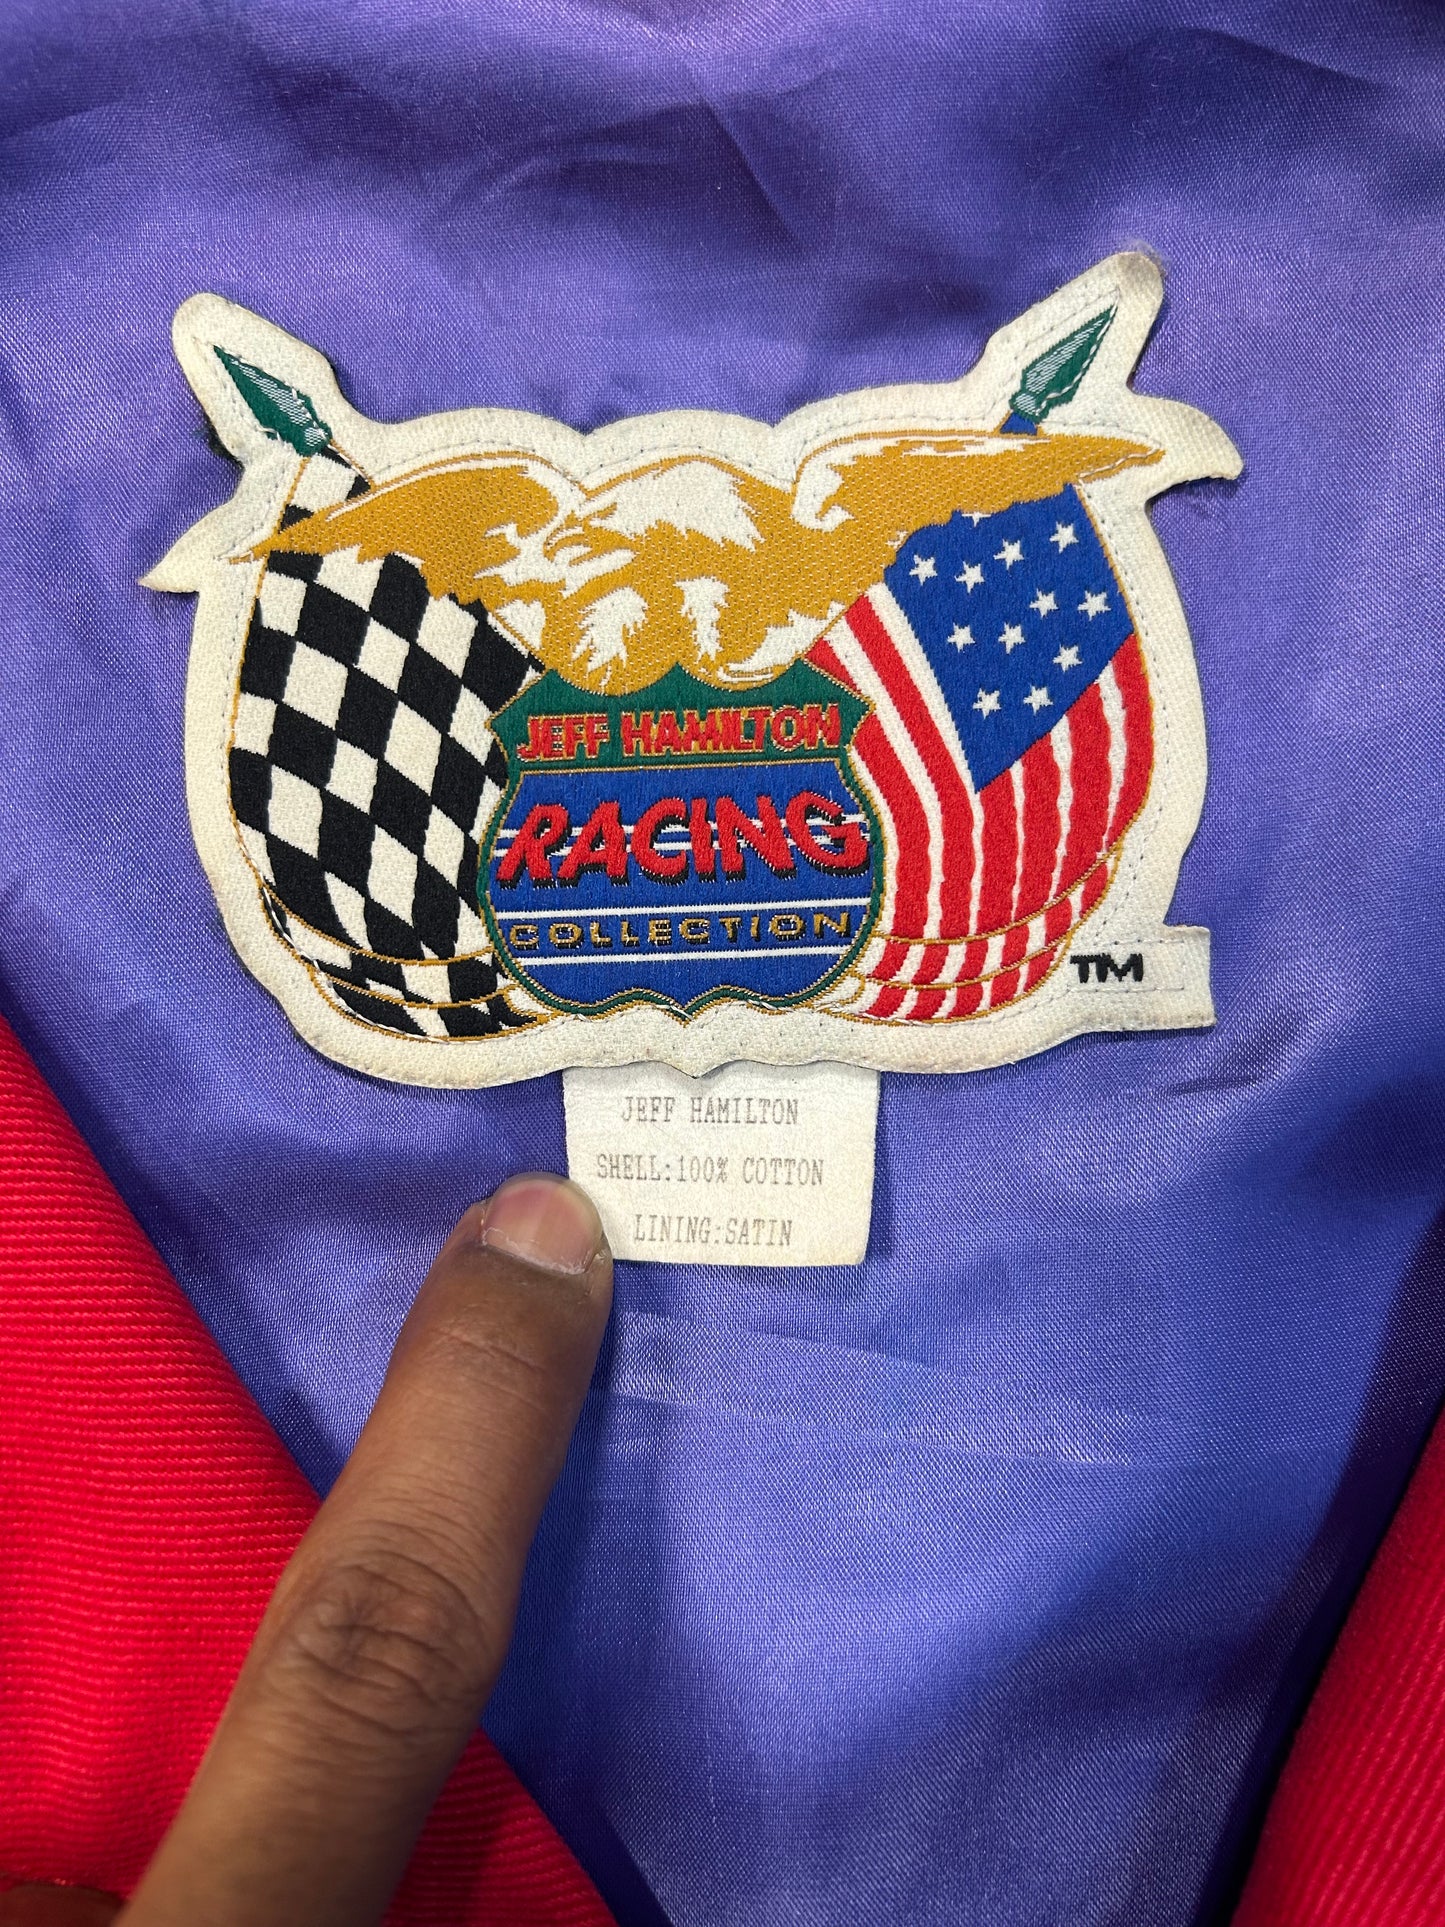 JEFF HAMILTON
RACING
COLLECTION
TM
JEFF HAMILTON
SHELL:100% COTTON
LINING:SATIN